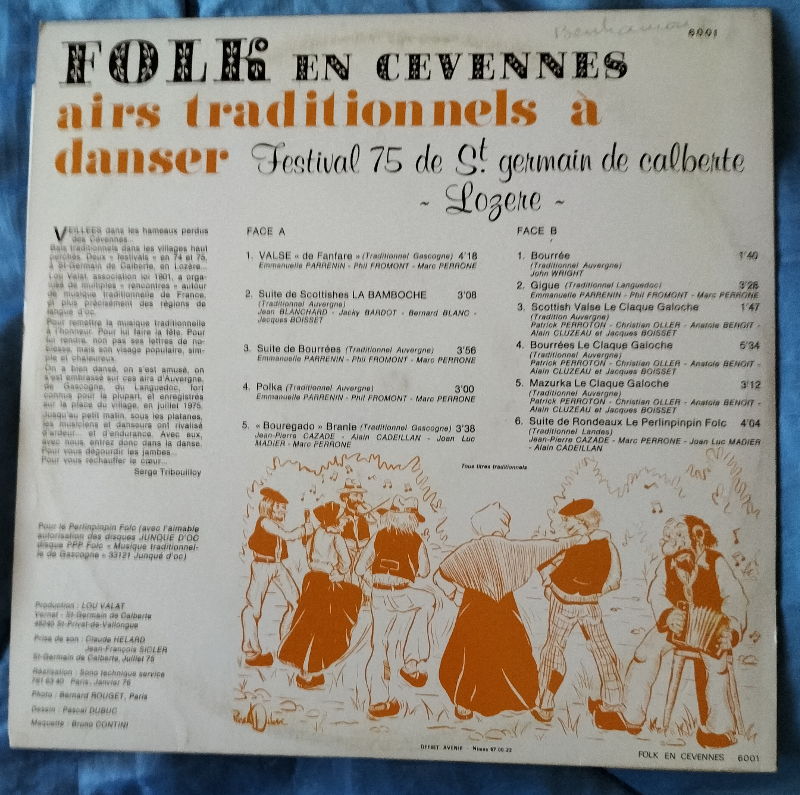 6001
FOLK EN CEVENNES
airs traditionnels à
danser Festival 75 de St germain de calberte
~ Lozere ~
VEILLEES dans les hameaux perdus
des Cévennes...
Bals traditionnels dans les villages haut
perchés. Deux « festivals » en 74 et 75,
à St-Germain de Calberte, en Lozère...
Lou Valat, association loi 1901, a orga-
nisé de multiples « rencontres » autour
de musique traditionnelle de France,
et plus précisément des régions de
langue d'oc.
Pour remettre la musique traditionnelle
à l'honneur. Pour lui faire la fête. Pour
lui rendre, non pas ses lettres de no-
blesse, mais son visage populaire, sim-
ple et chaleureux.
On a bien dansé, on s'est amusé, on
s'est embrassé sur ces airs d'Auvergne,
de Gascogne, du Languedoc, fort
connus pour la plupart, et enregistrés
sur la place du village, en juillet 1975.
Jusqu'au petit matin, sous les platanes,
les musiciens et danseurs ont rivalisé
d'ardeur... et d'endurance. Avec eux,
avec nous, entrez donc dans la danse.
Pour vous dégourdir les jambes...
Pour vous réchauffer le cœur...
Serge Tribouilloy
Pour le Perlinpinpin Folc (avec l'aimable
autorisation des disques JUNQUE D'OC
disque PPP Folc « Musique traditionnel-
le de Gascogne » 33121 Junqué d'oc)
Production : LOU VALAT
Vernet - St-Germain de Calberte
48240 St-Privat-de-Vallongue
Prise de son : Claude HELARD
Jean-François SICLER
St-Germain de Calberte, Juillet 75
Réalisation : Sono technique service
Paris, Janvier 76
Photo : Bernard ROUGET, Paris
Dessin : Pascal DUBUC
Maquette : Bruno CONTINI
FACE A
1. VALSE « de Fanfare » (Traditionnel Gascogne) 4'18
Emmanuelle PARRENIN - Phil FROMONT - Marc PERRONE
2. Suite de Scottishes LA BAMBOCHE 3'08
(Traditionnel Auvergne)
Jean BLANCHARD - Jacky BARDOT - Bernard BLANC -
Jacques BOISSET
3. Suite de Bourrées (Traditionnel Auvergne) 3'56
Emmanuelle PARRENIN - Phil FROMONT - Marc PERRONE
4. Polka (Traditionnel Auvergne) 3'00
Emmanuelle PARRENIN - Phil FROMONT - Marc PERRONE
5. « Bouregado » Branle (Traditionnel Gascogne) 3'38
Jean-Pierre CAZADE - Alain CADEILLAN - Joan Luc
MADIER - Marc PERRONE
FACE B
1. Bourrée 1'40
(Traditionnel Auvergne)
John WRIGHT
2. Gigue (Traditionnel Languedoc) 3'28
Emmanuelle PARRENIN - Phil FROMONT - Marc PERRONE
3. Scottish Valse Le Claque Galoche 1'47
(Tradition Auvergne)
Patrick PERROTON - Christian OLLER - Anatole BENOIT -
Alain CLUZEAU et Jacques BOISSET
4. Bourrées Le Claque Galoche 5'34
(Traditionnel Auvergne)
Patrick PERROTON - Christian OLLER - Anatole BENOIT -
Alain CLUZEAU et Jacques BOISSET
5. Mazurka Le Claque Galoche 3'12
(Traditionnel Auvergne)
Patrick PERROTON - Christian OLLER - Anatole BENOIT -
Alain CLUZEAU et Jacques BOISSET
6. Suite de Rondeaux Le Perlinpinpin Folc 4'04
(Traditionnel Landes)
Jean-Pierre CAZADE - Marc PERRONE - Joan Luc MADIER
- Alain CADEILLAN
Tous titres traditionnels
Pascal Dubuc
OFFSET AVENIR - Nîmes 67.00.22
FOLK EN CEVENNES 6001